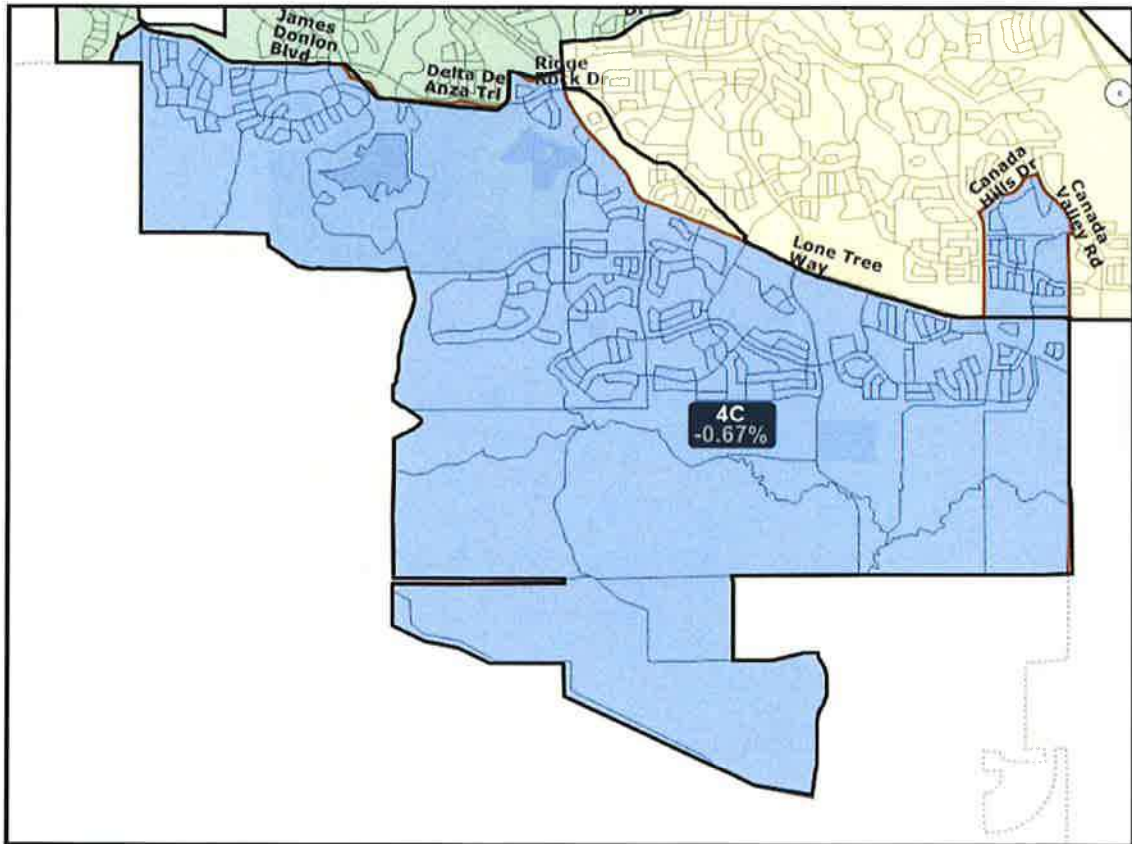 James
Donlon
Blvd
Delta De
Anza Trl
Ridge
Rock Dr
Canada
Hills Dr
Canada
Valley Rd
Lone Tree
Way
4C
-0.67%